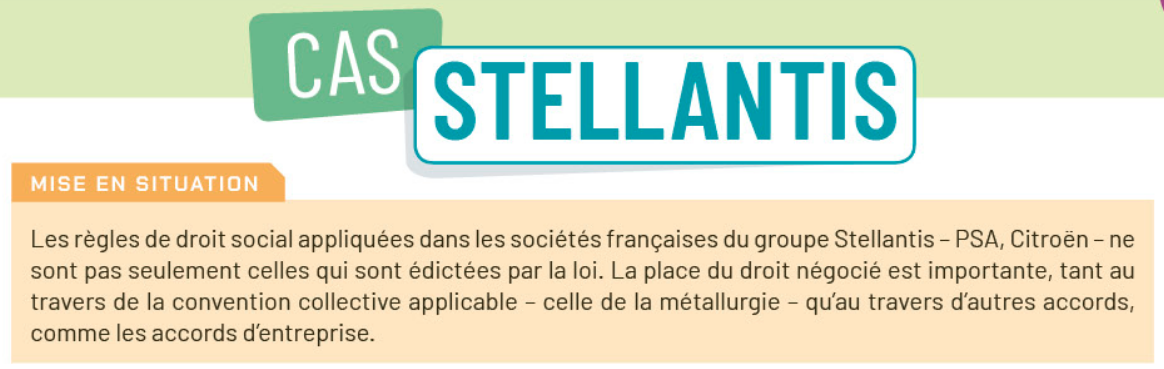 CAS
STELLANTIS
MISE EN SITUATION
Les règles de droit social appliquées dans les sociétés françaises du groupe Stellantis – PSA, Citroën – ne
sont pas seulement celles qui sont édictées par la loi. La place du droit négocié est importante, tant au
travers de la convention collective applicable – celle de la métallurgie – qu’au travers d’autres accords,
comme les accords d’entreprise.